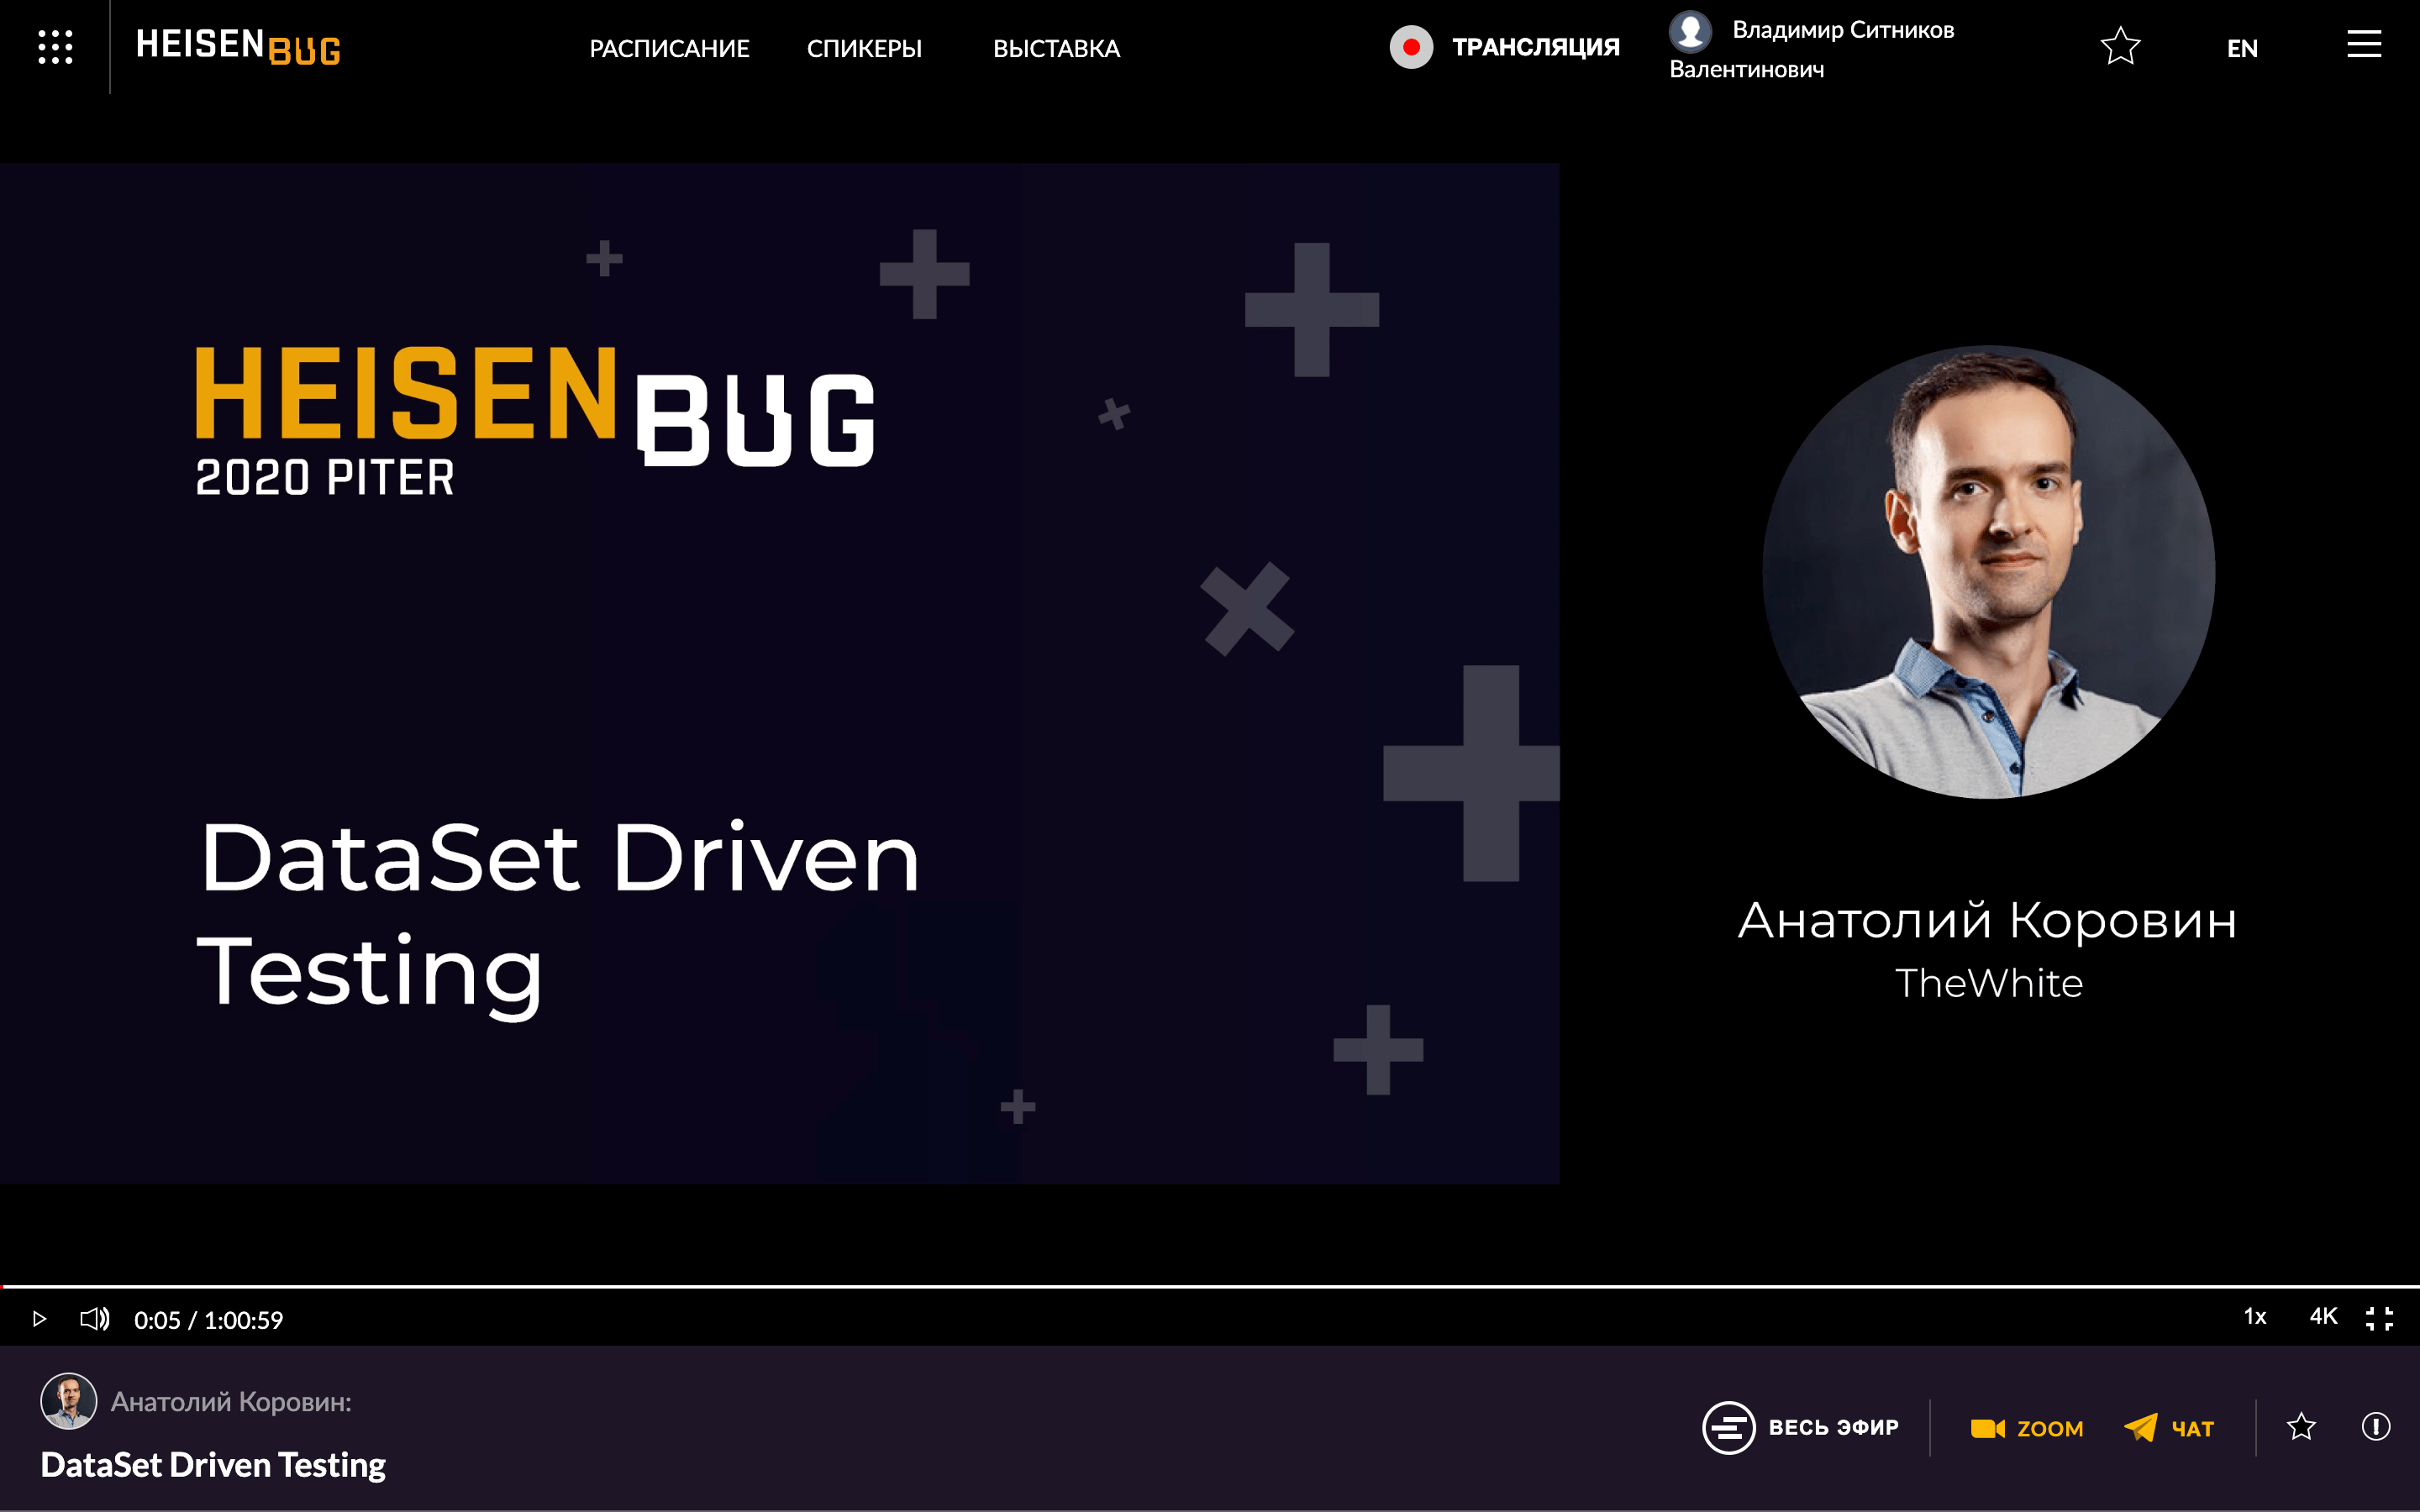 HEISENBUG
РАСПИСАНИЕ
СПИКЕРЫ
ВЫСТАВКА
ТРАНСЛЯЦИЯ
Владимир Ситников
Валентинович
EN
HEISENBUG
2020 PITER
DataSet Driven
Testing
Анатолий Коровин
TheWhite
0:05 / 1:00:59
1x
4K
Анатолий Коровин:
DataSet Driven Testing
ВЕСЬ ЭФИР
ZOOM
ЧАТ